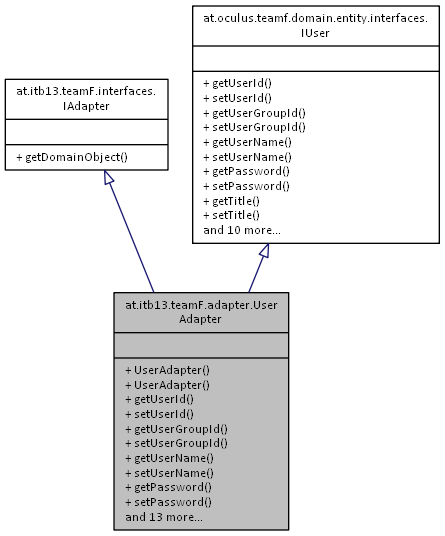 at.oculus.teamf.domain.entity.interfaces.
IUser
+ getUserId()
+ setUserId()
+ getUserGroupId()
+ setUserGroupId()
+ getUserName()
+ setUserName()
+ getPassword()
+ setPassword()
+ getTitle()
+ setTitle()
and 10 more...
at.itb13.teamF.interfaces.
IAdapter
+ getDomainObject()
at.itb13.teamF.adapter.User
Adapter
+ UserAdapter()
+ UserAdapter()
+ getUserId()
+ setUserId()
+ getUserGroupId()
+ setUserGroupId()
+ getUserName()
+ setUserName()
+ getPassword()
+ setPassword()
and 13 more...